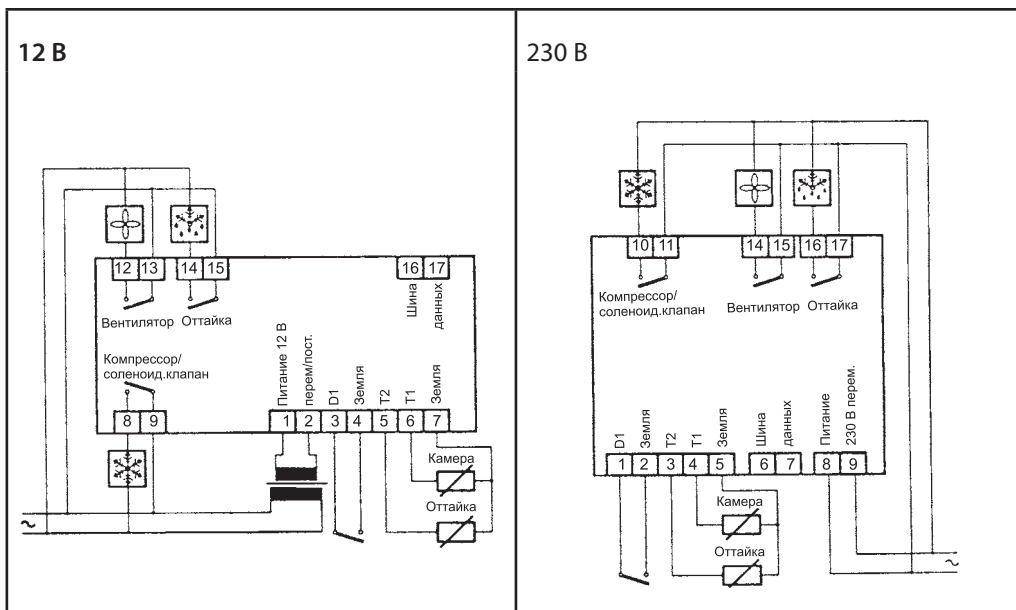 12 В
12 13 14 15
16 17
Вентилятор Оттайка
Шина
данных
Компрессор/
соленоид.клапан
8 9
Питание 12 В
перем/пост.
D1
Земля
T2
T1
Земля
1 2 3 4 5 6 7
Камера
Оттайка
~
230 В
10 11
14 15 16 17
Компрессор/
соленоид.клапан
Вентилятор Оттайка
D1
Земля
T2
T1
Земля
Шина
данных
Питание
230 В перем.
1 2 3 4 5 6 7 8 9
Камера
Оттайка
~